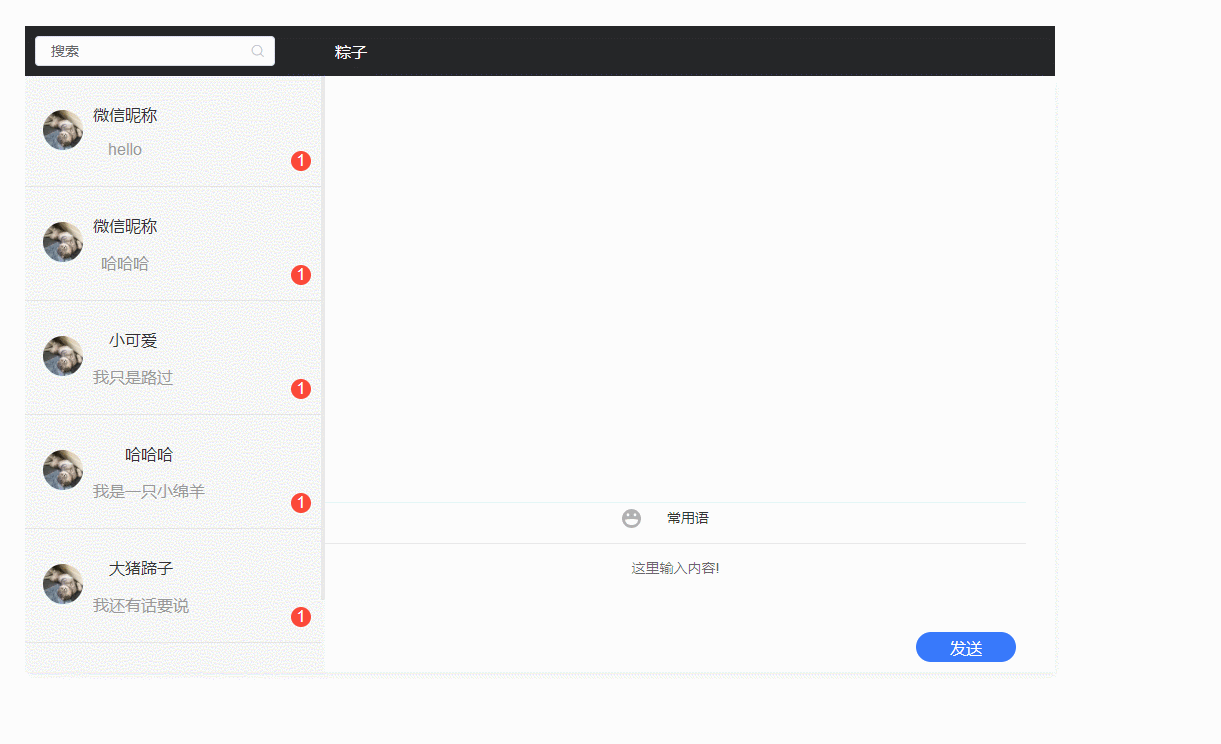 搜索
粽子
微信昵称
hello
1
微信昵称
哈哈哈
1
小可爱
我只是路过
1
哈哈哈
我是一只小绵羊
1
大猪蹄子
我还有话要说
1
常用语
这里输入内容!
发送